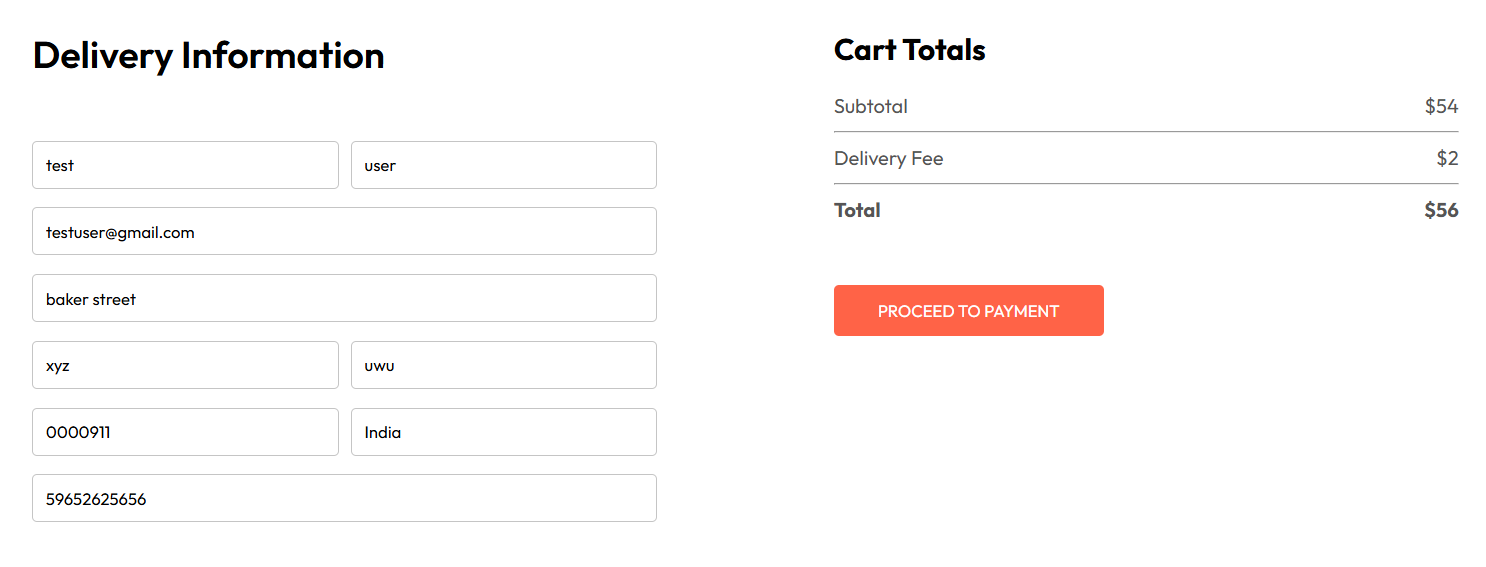 Delivery Information
test
user
testuser@gmail.com
baker street
xyz
uwu
0000911
India
59652625656
Cart Totals
Subtotal $54
Delivery Fee $2
Total $56
PROCEED TO PAYMENT